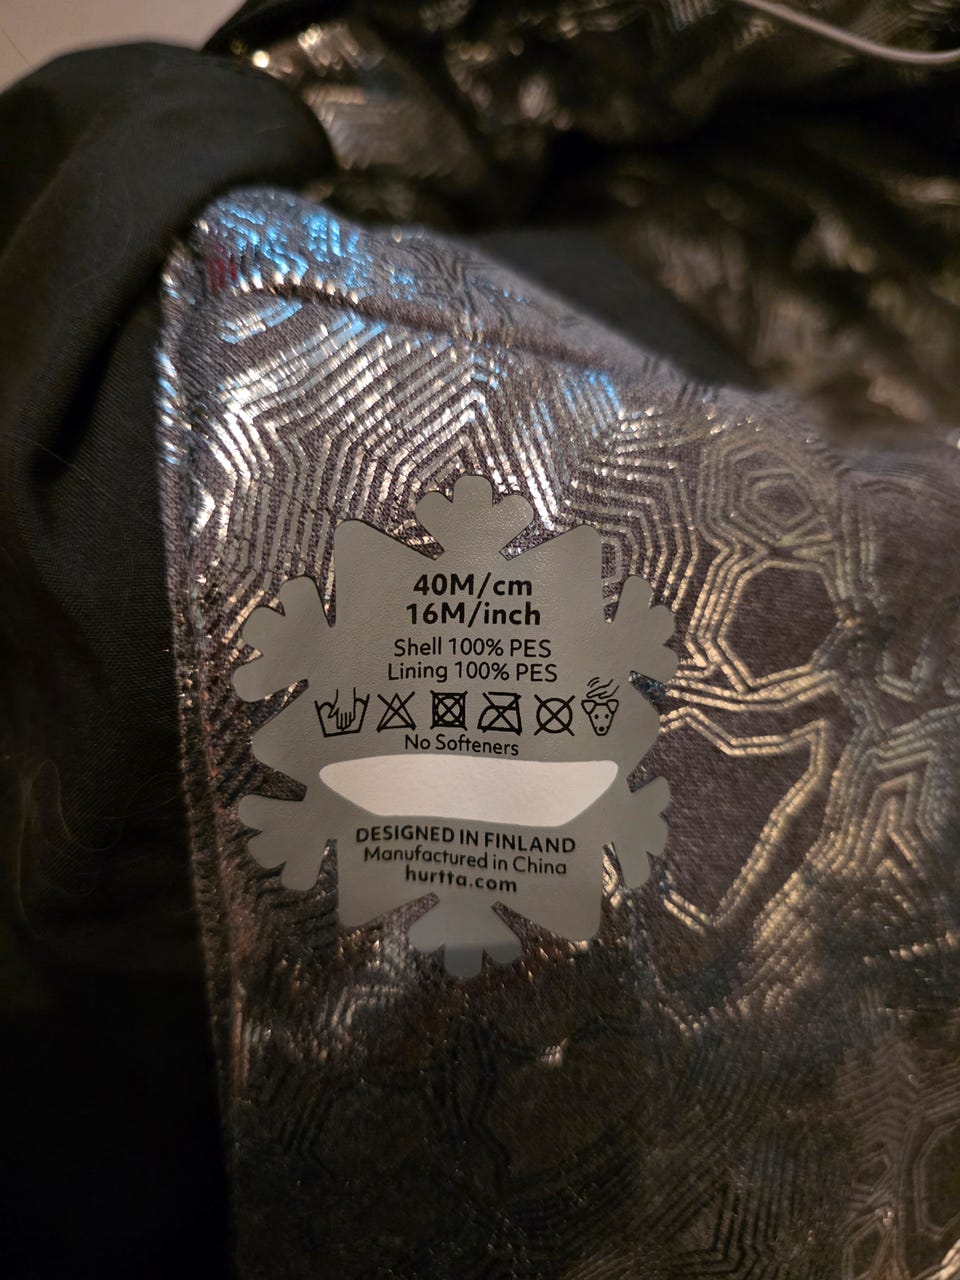 40M/cm
16M/inch
Shell 100% PES
Lining 100% PES
No Softeners
DESIGNED IN FINLAND
Manufactured in China
hurtta.com